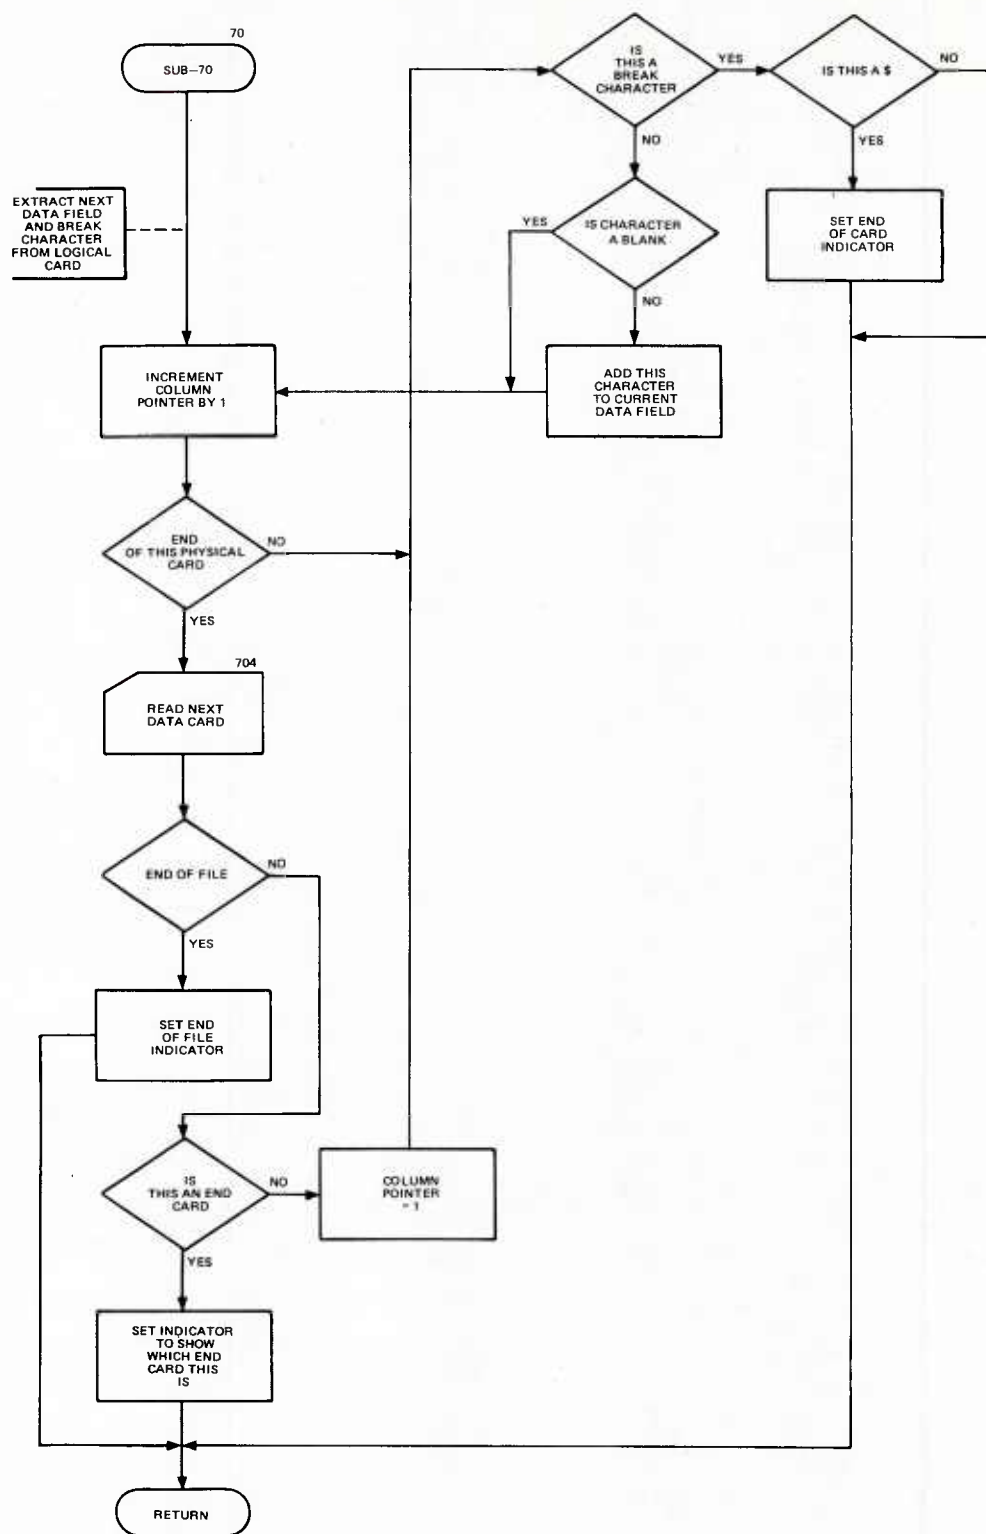 70
SUB-70
EXTRACT NEXT
DATA FIELD
AND BREAK
CHARACTER
FROM LOGICAL
CARD
INCREMENT
COLUMN
POINTER BY 1
END
OF THIS PHYSICAL
CARD
NO
YES
704
READ NEXT
DATA CARD
END OF FILE
NO
YES
SET END
OF FILE
INDICATOR
IS
THIS AN END
CARD
NO
YES
COLUMN
POINTER
= 1
SET INDICATOR
TO SHOW
WHICH END
CARD THIS
IS
RETURN
IS
THIS A
BREAK
CHARACTER
YES
NO
IS CHARACTER
A BLANK
YES
NO
ADD THIS
CHARACTER
TO CURRENT
DATA FIELD
IS THIS A $
NO
YES
SET END
OF CARD
INDICATOR